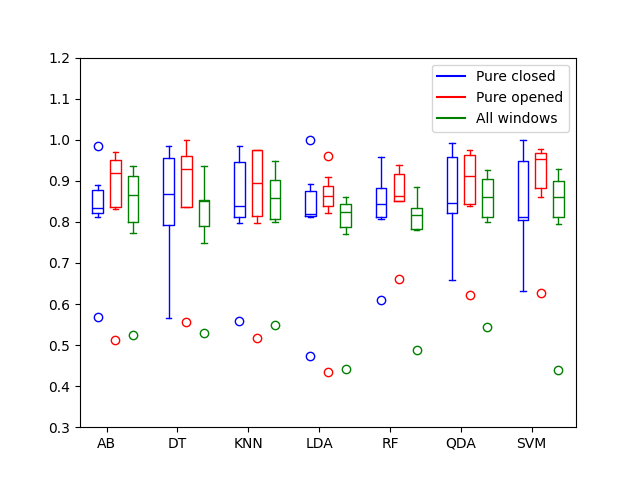 1.2
1.1
1.0
0.9
0.8
0.7
0.6
0.5
0.4
0.3
Pure closed
Pure opened
All windows
AB DT KNN LDA RF QDA SVM